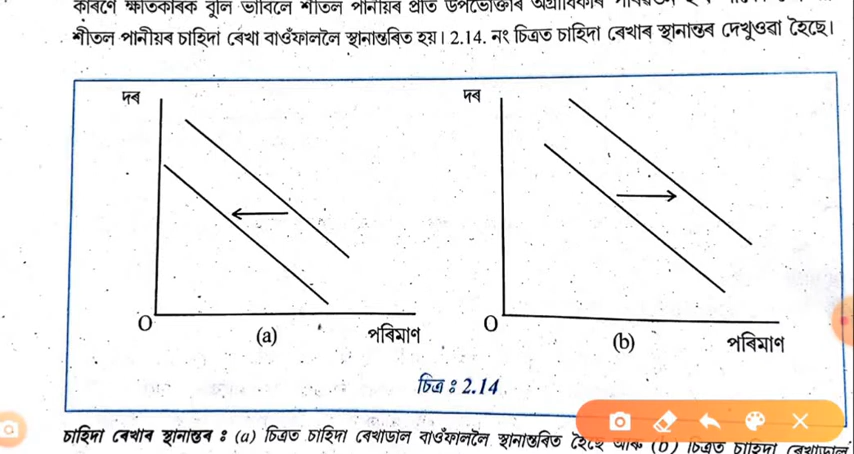 কাৰণে ক্ষতিকাৰক বুলি ভাবিলে শীতল পানীয়ৰ প্ৰতি উপভোক্তাৰ
শীতল পানীয়ৰ চাহিদা ৰেখা বাওঁফাললৈ স্থানান্তৰিত হয়। 2.14. নং চিত্ৰত চাহিদা ৰেখাৰ স্থানান্তৰ দেখুওৱা হৈছে।
দৰ
দৰ
O
(a)
পৰিমাণ
O
(b)
পৰিমাণ
চিত্ৰ ঃ 2.14
চাহিদা ৰেখাৰ স্থানান্তৰ ঃ (a) চিত্ৰত চাহিদা ৰেখাডাল বাওঁফাললৈ স্থানান্তৰিত হৈছে আৰু (b) চিত্ৰত চাহিদা ৰেখাডাল